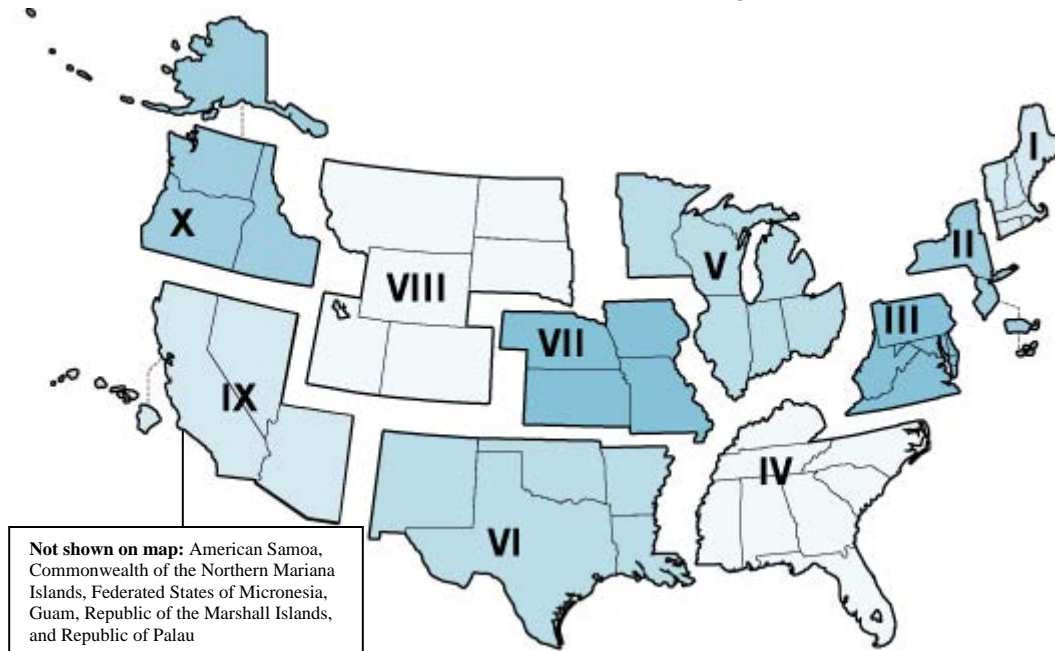 I
II
X
V
VIII
III
VII
IX
IV
VI
Not shown on map: American Samoa,
Commonwealth of the Northern Mariana
Islands, Federated States of Micronesia,
Guam, Republic of the Marshall Islands,
and Republic of Palau